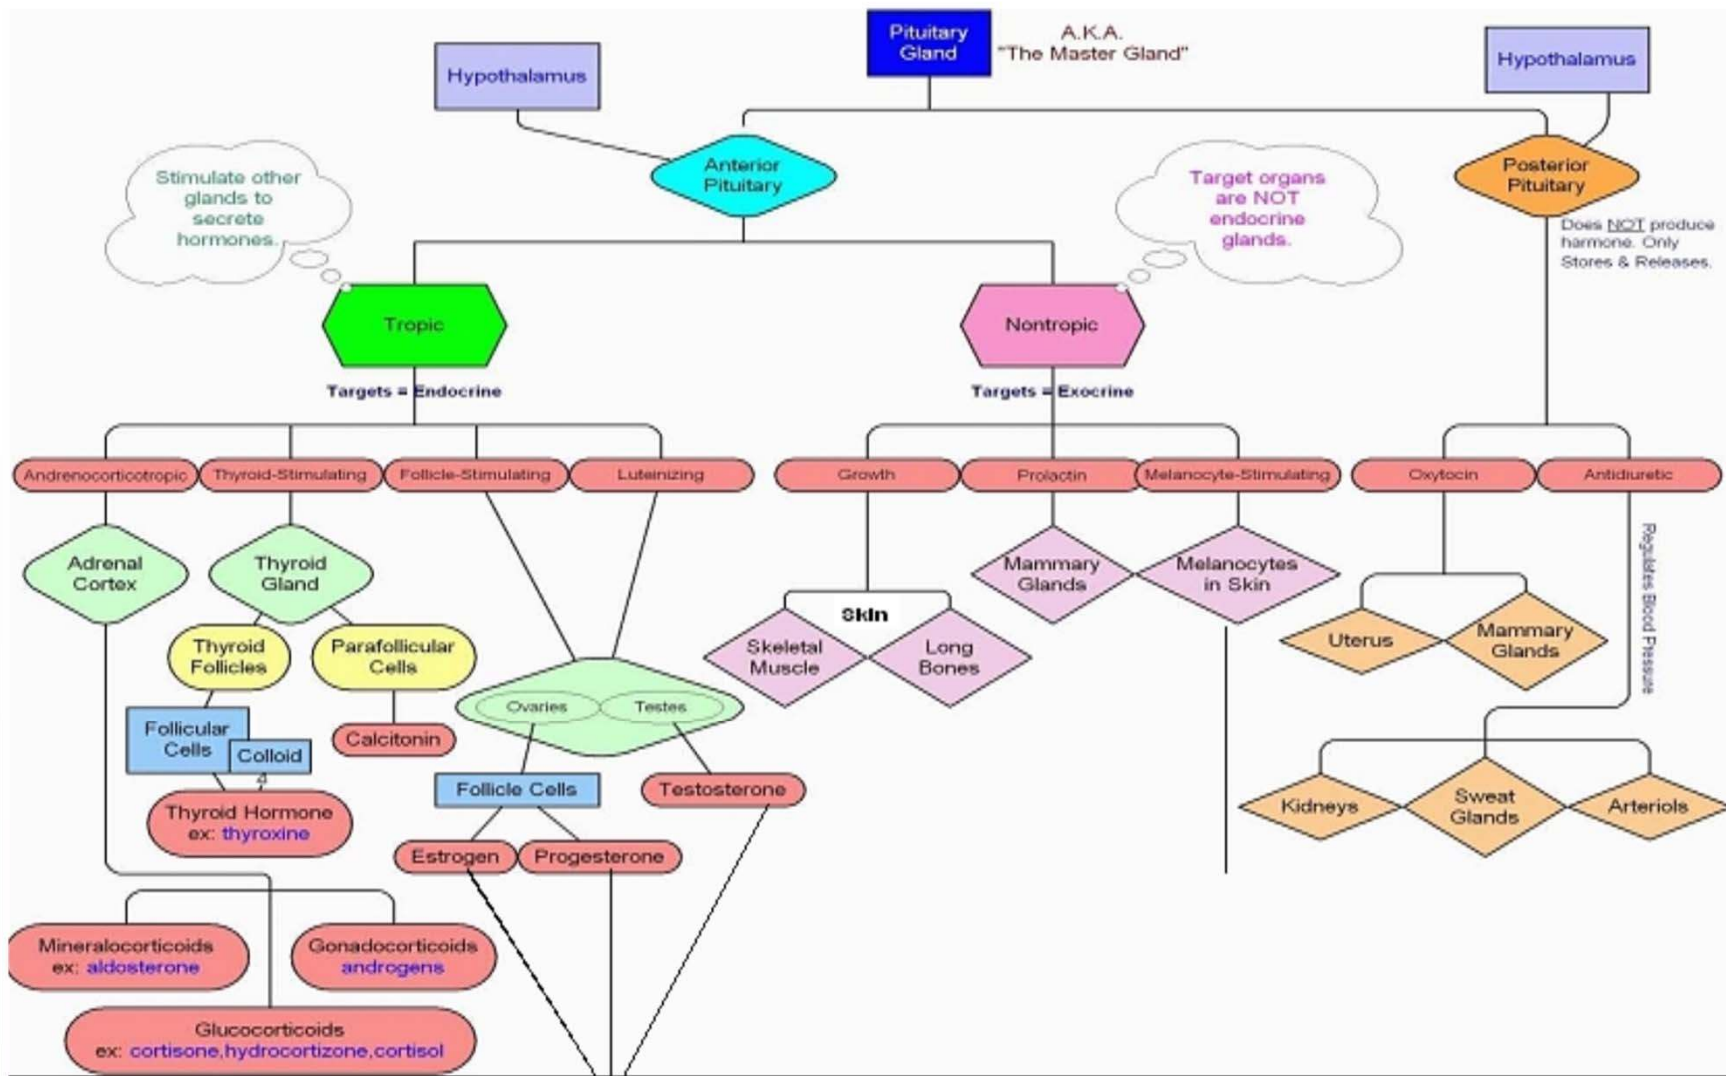 Pituitary
Gland
A.K.A.
"The Master Gland"
Hypothalamus
Hypothalamus
Anterior
Pituitary
Posterior
Pituitary
Stimulate other
glands to
secrete
hormones.
Target organs
are NOT
endocrine
glands.
Does NOT produce
harmone. Only
Stores & Releases.
Tropic
Nontropic
Targets = Endocrine
Targets = Exocrine
Andrenocorticotropic
Thyroid-Stimulating
Follicle-Stimulating
Luteinizing
Growth
Prolactin
Melanocyte-Stimulating
Oxytocin
Antidiuretic
Regulates Blood Pressure
Adrenal
Cortex
Thyroid
Gland
Mammary
Glands
Melanocytes
in Skin
Skin
Thyroid
Follicles
Parafollicular
Cells
Skeletal
Muscle
Long
Bones
Uterus
Mammary
Glands
Ovaries
Testes
Follicular
Cells
Colloid
Calcitonin
Follicle Cells
Testosterone
Thyroid Hormone
ex: thyroxine
Kidneys
Sweat
Glands
Arteriols
Estrogen
Progesterone
Mineralocorticoids
ex: aldosterone
Gonadocorticoids
androgens
Glucocorticoids
ex: cortisone,hydrocortizone,cortisol